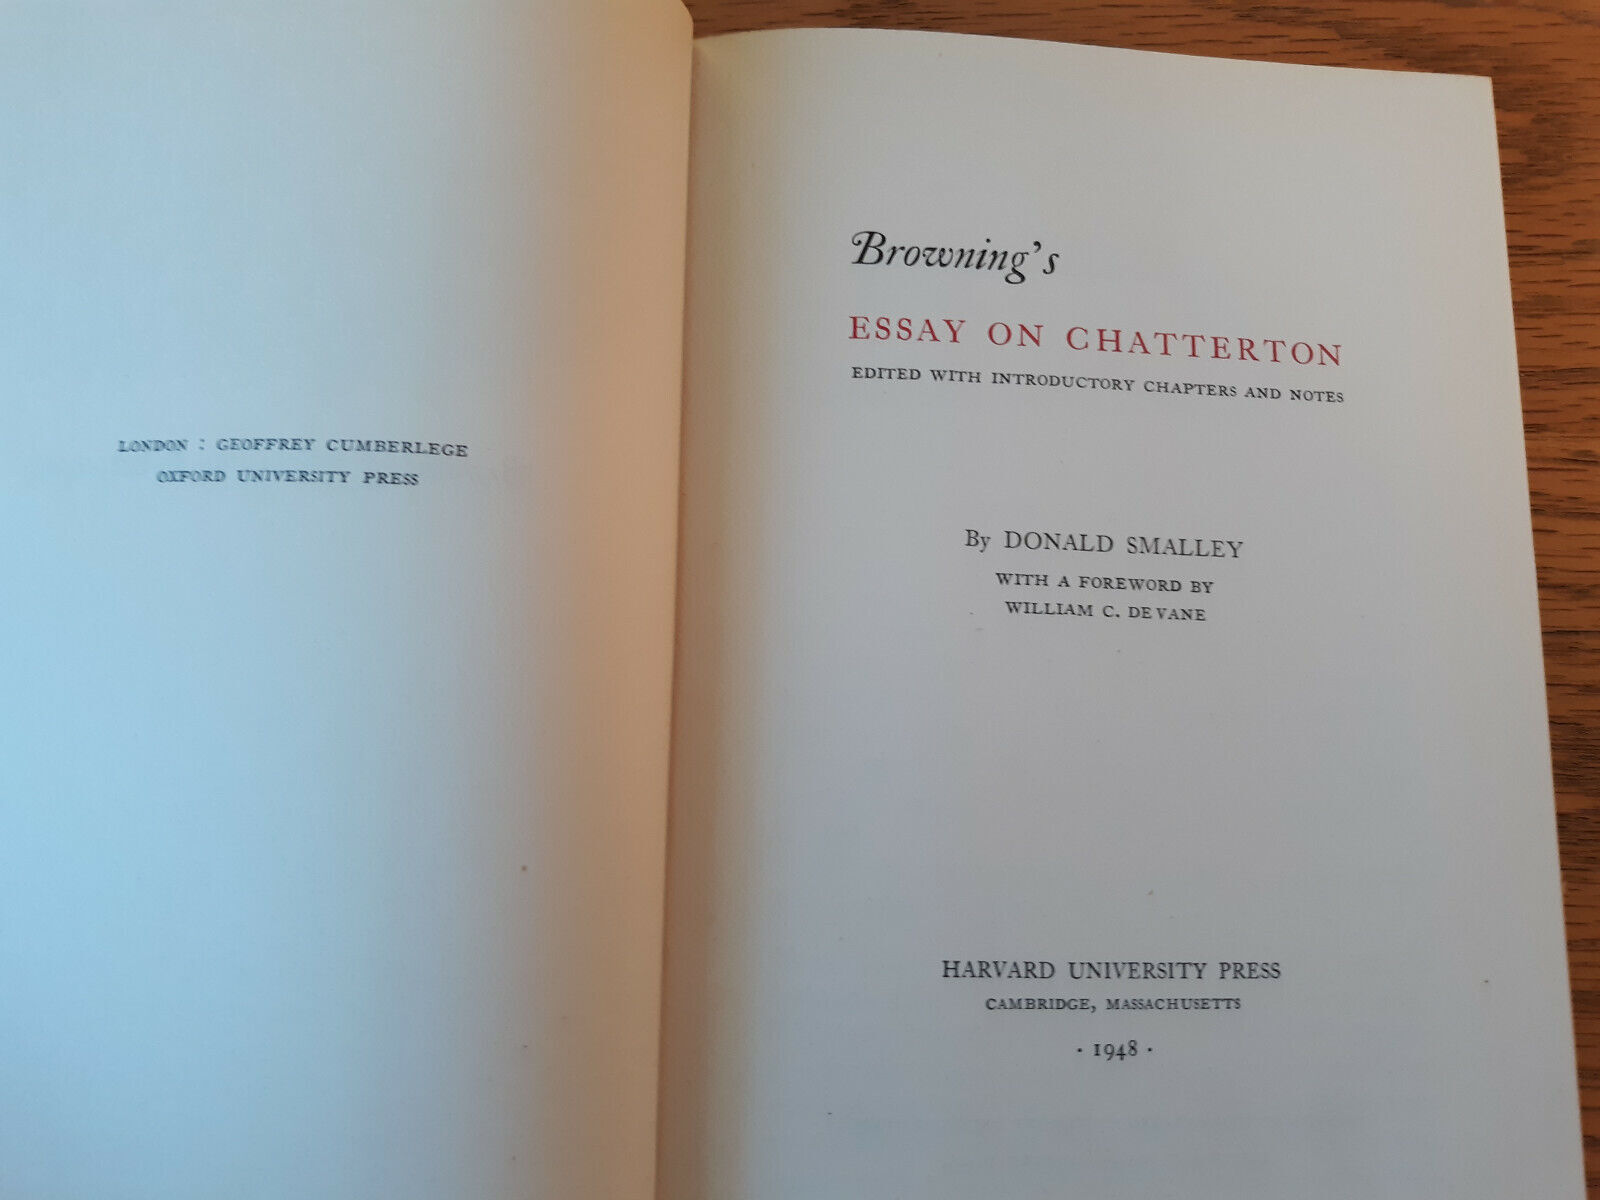 LONDON : GEOFFREY CUMBERLEGE
OXFORD UNIVERSITY PRESS
Browning's
ESSAY ON CHATTERTON
EDITED WITH INTRODUCTORY CHAPTERS AND NOTES
By DONALD SMALLEY
WITH A FOREWORD BY
WILLIAM C. DE VANE
HARVARD UNIVERSITY PRESS
CAMBRIDGE, MASSACHUSETTS
· 1948 ·